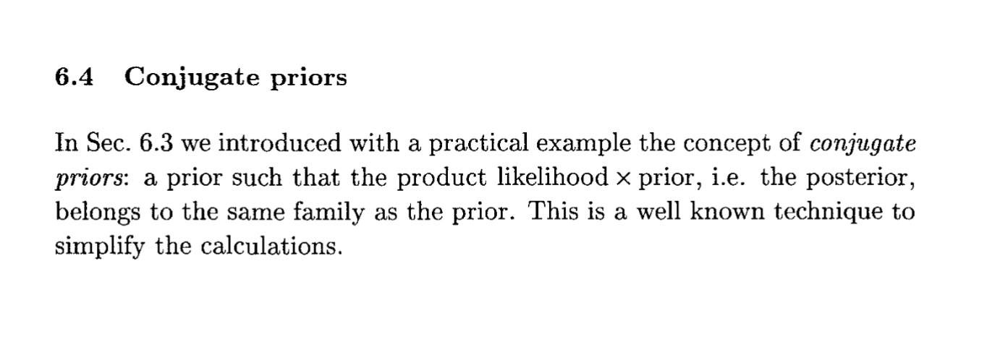 6.4 Conjugate priors
In Sec. 6.3 we introduced with a practical example the concept of conjugate
priors: a prior such that the product likelihood × prior, i.e. the posterior,
belongs to the same family as the prior. This is a well known technique to
simplify the calculations.